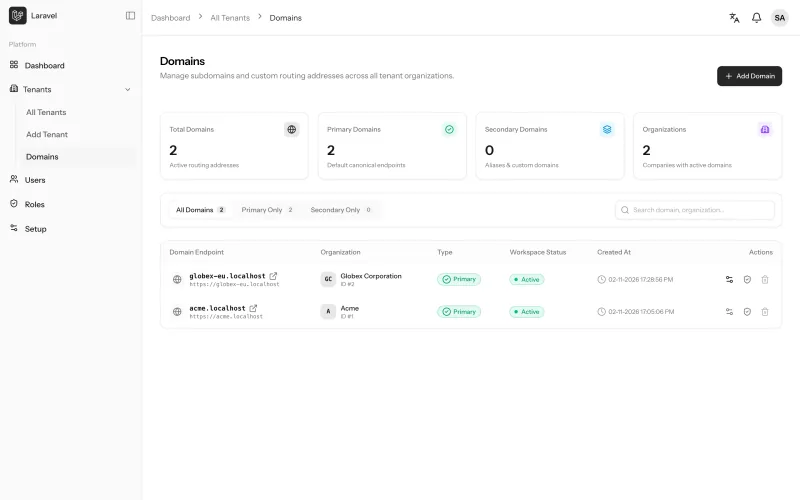 Laravel
Dashboard
All Tenants
Domains
SA
Platform
Dashboard
Tenants
All Tenants
Add Tenant
Domains
Users
Roles
Setup
Domains
Manage subdomains and custom routing addresses across all tenant organizations.
Add Domain
Total Domains
2
Active routing addresses
Primary Domains
2
Default canonical endpoints
Secondary Domains
0
Aliases & custom domains
Organizations
2
Companies with active domains
All Domains 2
Primary Only 2
Secondary Only 0
Search domain, organization...
Domain Endpoint Organization Type Workspace Status Created At Actions
globex-eu.localhost
https://globex-eu.localhost
GC
Globex Corporation
ID #2
Primary
Active
02-11-2026 17:28:56 PM
acme.localhost
https://acme.localhost
A
Acme
ID #1
Primary
Active
02-11-2026 17:05:06 PM